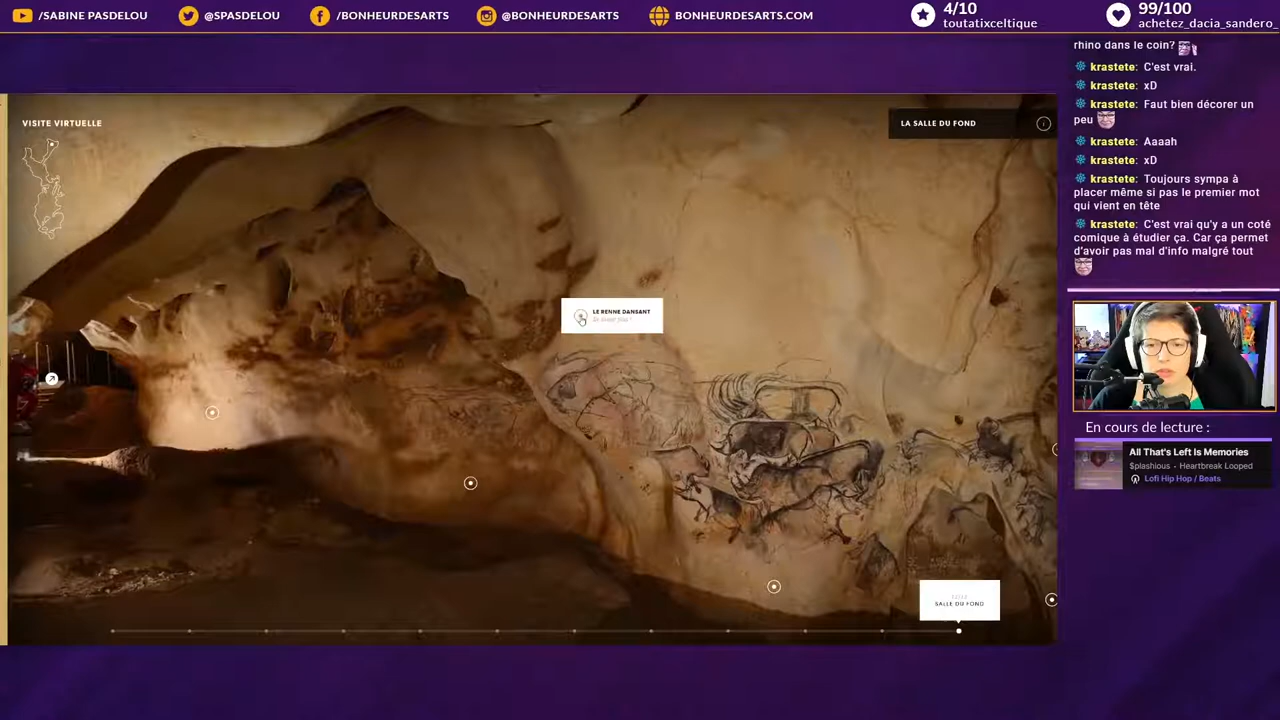 /SABINE PASDELOU
@SPASDELOU
/BONHEURDESARTS
@BONHEURDESARTS
BONHEURDESARTS.COM
4/10
toutatixceltique
99/100
achetez_dacia_sandero_
rhino dans le coin?
krastete: C'est vrai.
krastete: xD
krastete: Faut bien décorer un
peu
krastete: Aaaah
krastete: xD
krastete: Toujours sympa à
placer même si pas le premier mot
qui vient en tête
krastete: C'est vrai qu'y a un coté
comique à étudier ça. Car ça permet
d'avoir pas mal d'info malgré tout
VISITE VIRTUELLE
LA SALLE DU FOND
LE RENNE DANSANT
SALLE DU FOND
En cours de lecture :
All That's Left Is Memories
$plashious • Heartbreak Looped
Lofi Hip Hop / Beats